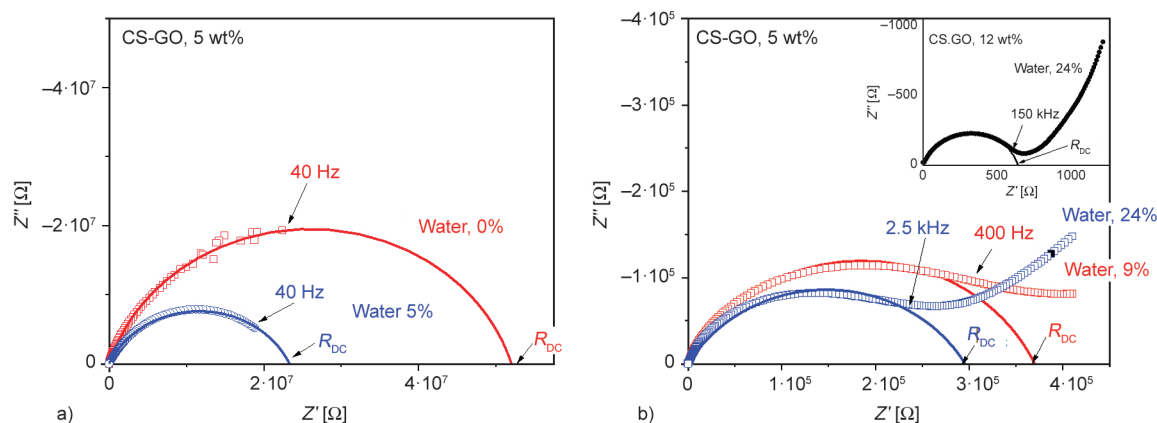 CS-GO, 5 wt%
–4·10⁷
–2·10⁷
0
Z″ [Ω]
40 Hz
Water, 0%
40 Hz
Water 5%
R_DC
R_DC
0
2·10⁷
4·10⁷
Z′ [Ω]
a)
CS-GO, 5 wt%
–4·10⁵
–3·10⁵
–2·10⁵
–1·10⁵
0
Z″ [Ω]
–1000
–500
0
Z″ [Ω]
CS.GO, 12 wt%
Water, 24%
150 kHz
R_DC
0
500
1000
Z′ [Ω]
Water, 24%
2.5 kHz
400 Hz
Water, 9%
R_DC
R_DC
0
1·10⁵
2·10⁵
3·10⁵
4·10⁵
Z′ [Ω]
b)